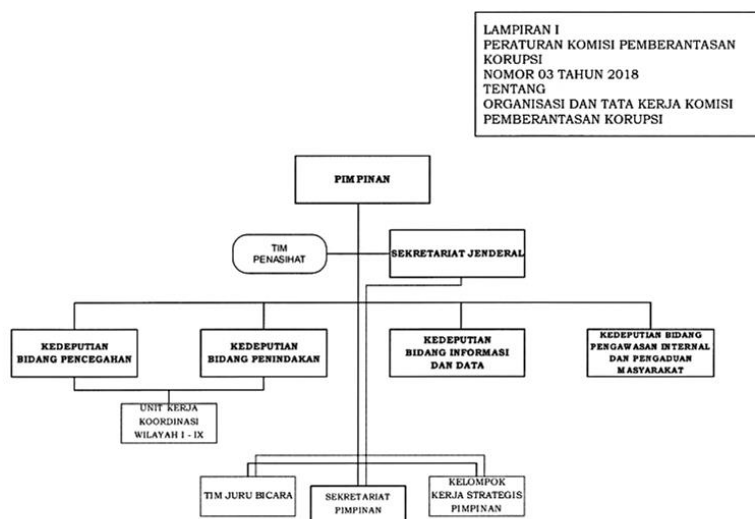 LAMPIRAN I
PERATURAN KOMISI PEMBERANTASAN
KORUPSI
NOMOR 03 TAHUN 2018
TENTANG
ORGANISASI DAN TATA KERJA KOMISI
PEMBERANTASAN KORUPSI
PIMPINAN
TIM
PENASIHAT
SEKRETARIAT JENDERAL
KEDEPUTIAN
BIDANG PENCEGAHAN
KEDEPUTIAN
BIDANG PENINDAKAN
KEDEPUTIAN
BIDANG INFORMASI
DAN DATA
KEDEPUTIAN BIDANG
PENGAWASAN INTERNAL
DAN PENGADUAN
MASYARAKAT
UNIT KERJA
KOORDINASI
WILAYAH I - IX
TIM JURU BICARA
SEKRETARIAT
PIMPINAN
KELOMPOK
KERJA STRATEGIS
PIMPINAN